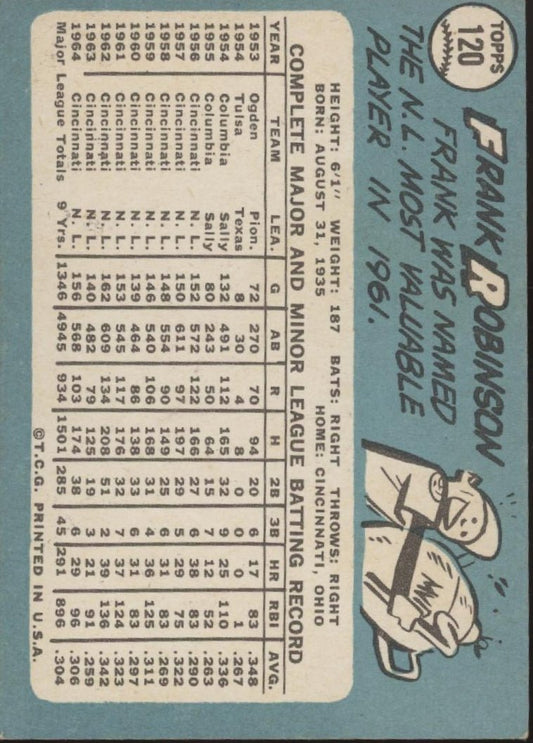 TOPPS
120
FRANK ROBINSON
FRANK WAS NAMED
THE N.L. MOST VALUABLE
PLAYER IN 1961.
MVP
HEIGHT: 6'1" WEIGHT: 187 BATS: RIGHT THROWS: RIGHT
BORN: AUGUST 31, 1935 HOME: CINCINNATI, OHIO
COMPLETE MAJOR AND MINOR LEAGUE BATTING RECORD
YEAR TEAM LEA. G AB R H 2B 3B HR RBI AVG.
1953 Ogden Pion. 72 270 70 94 20 6 17 83 .348
1954 Tulsa Texas 8 30 4 8 0 0 0 1 .267
1954 Columbia Sally 132 491 112 165 32 9 25 110 .336
1955 Columbia Sally 80 243 50 64 15 7 12 52 .263
1956 Cincinnati N. L. 152 572 122 166 27 6 38 83 .290
1957 Cincinnati N. L. 150 611 97 197 29 5 29 75 .322
1958 Cincinnati N. L. 148 554 90 149 25 6 31 83 .269
1959 Cincinnati N. L. 146 540 106 168 31 4 36 125 .311
1960 Cincinnati N. L. 139 464 86 138 33 6 31 83 .297
1961 Cincinnati N. L. 153 545 117 176 32 7 37 124 .323
1962 Cincinnati N. L. 162 609 134 208 51 2 39 136 .342
1963 Cincinnati N. L. 140 482 79 125 19 3 21 91 .259
1964 Cincinnati N. L. 156 568 103 174 38 6 29 96 .306
Major League Totals 9 Yrs. 1346 4945 934 1501 285 45 291 896 .304
©T.C.G. PRINTED IN U.S.A.